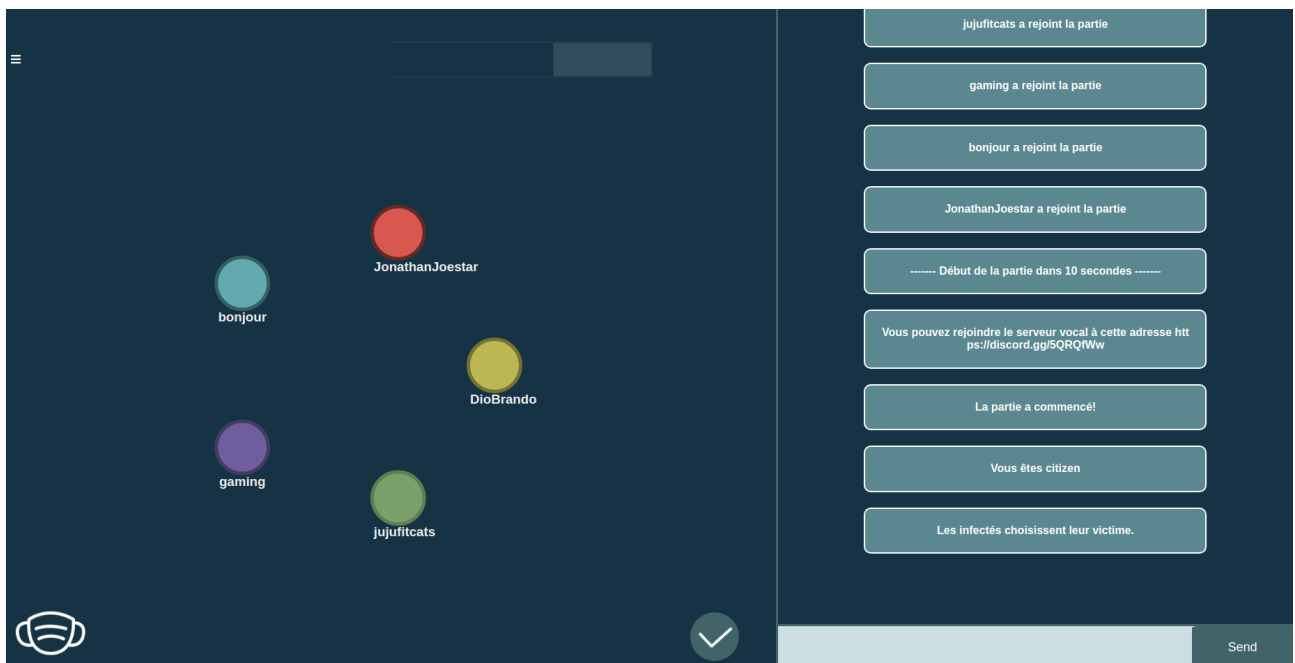 JonathanJoestar
bonjour
DioBrando
gaming
jujufitcats
jujufitcats a rejoint la partie
gaming a rejoint la partie
bonjour a rejoint la partie
JonathanJoestar a rejoint la partie
------- Début de la partie dans 10 secondes -------
Vous pouvez rejoindre le serveur vocal à cette adresse htt
ps://discord.gg/5QRQfWw
La partie a commencé!
Vous êtes citizen
Les infectés choisissent leur victime.
Send